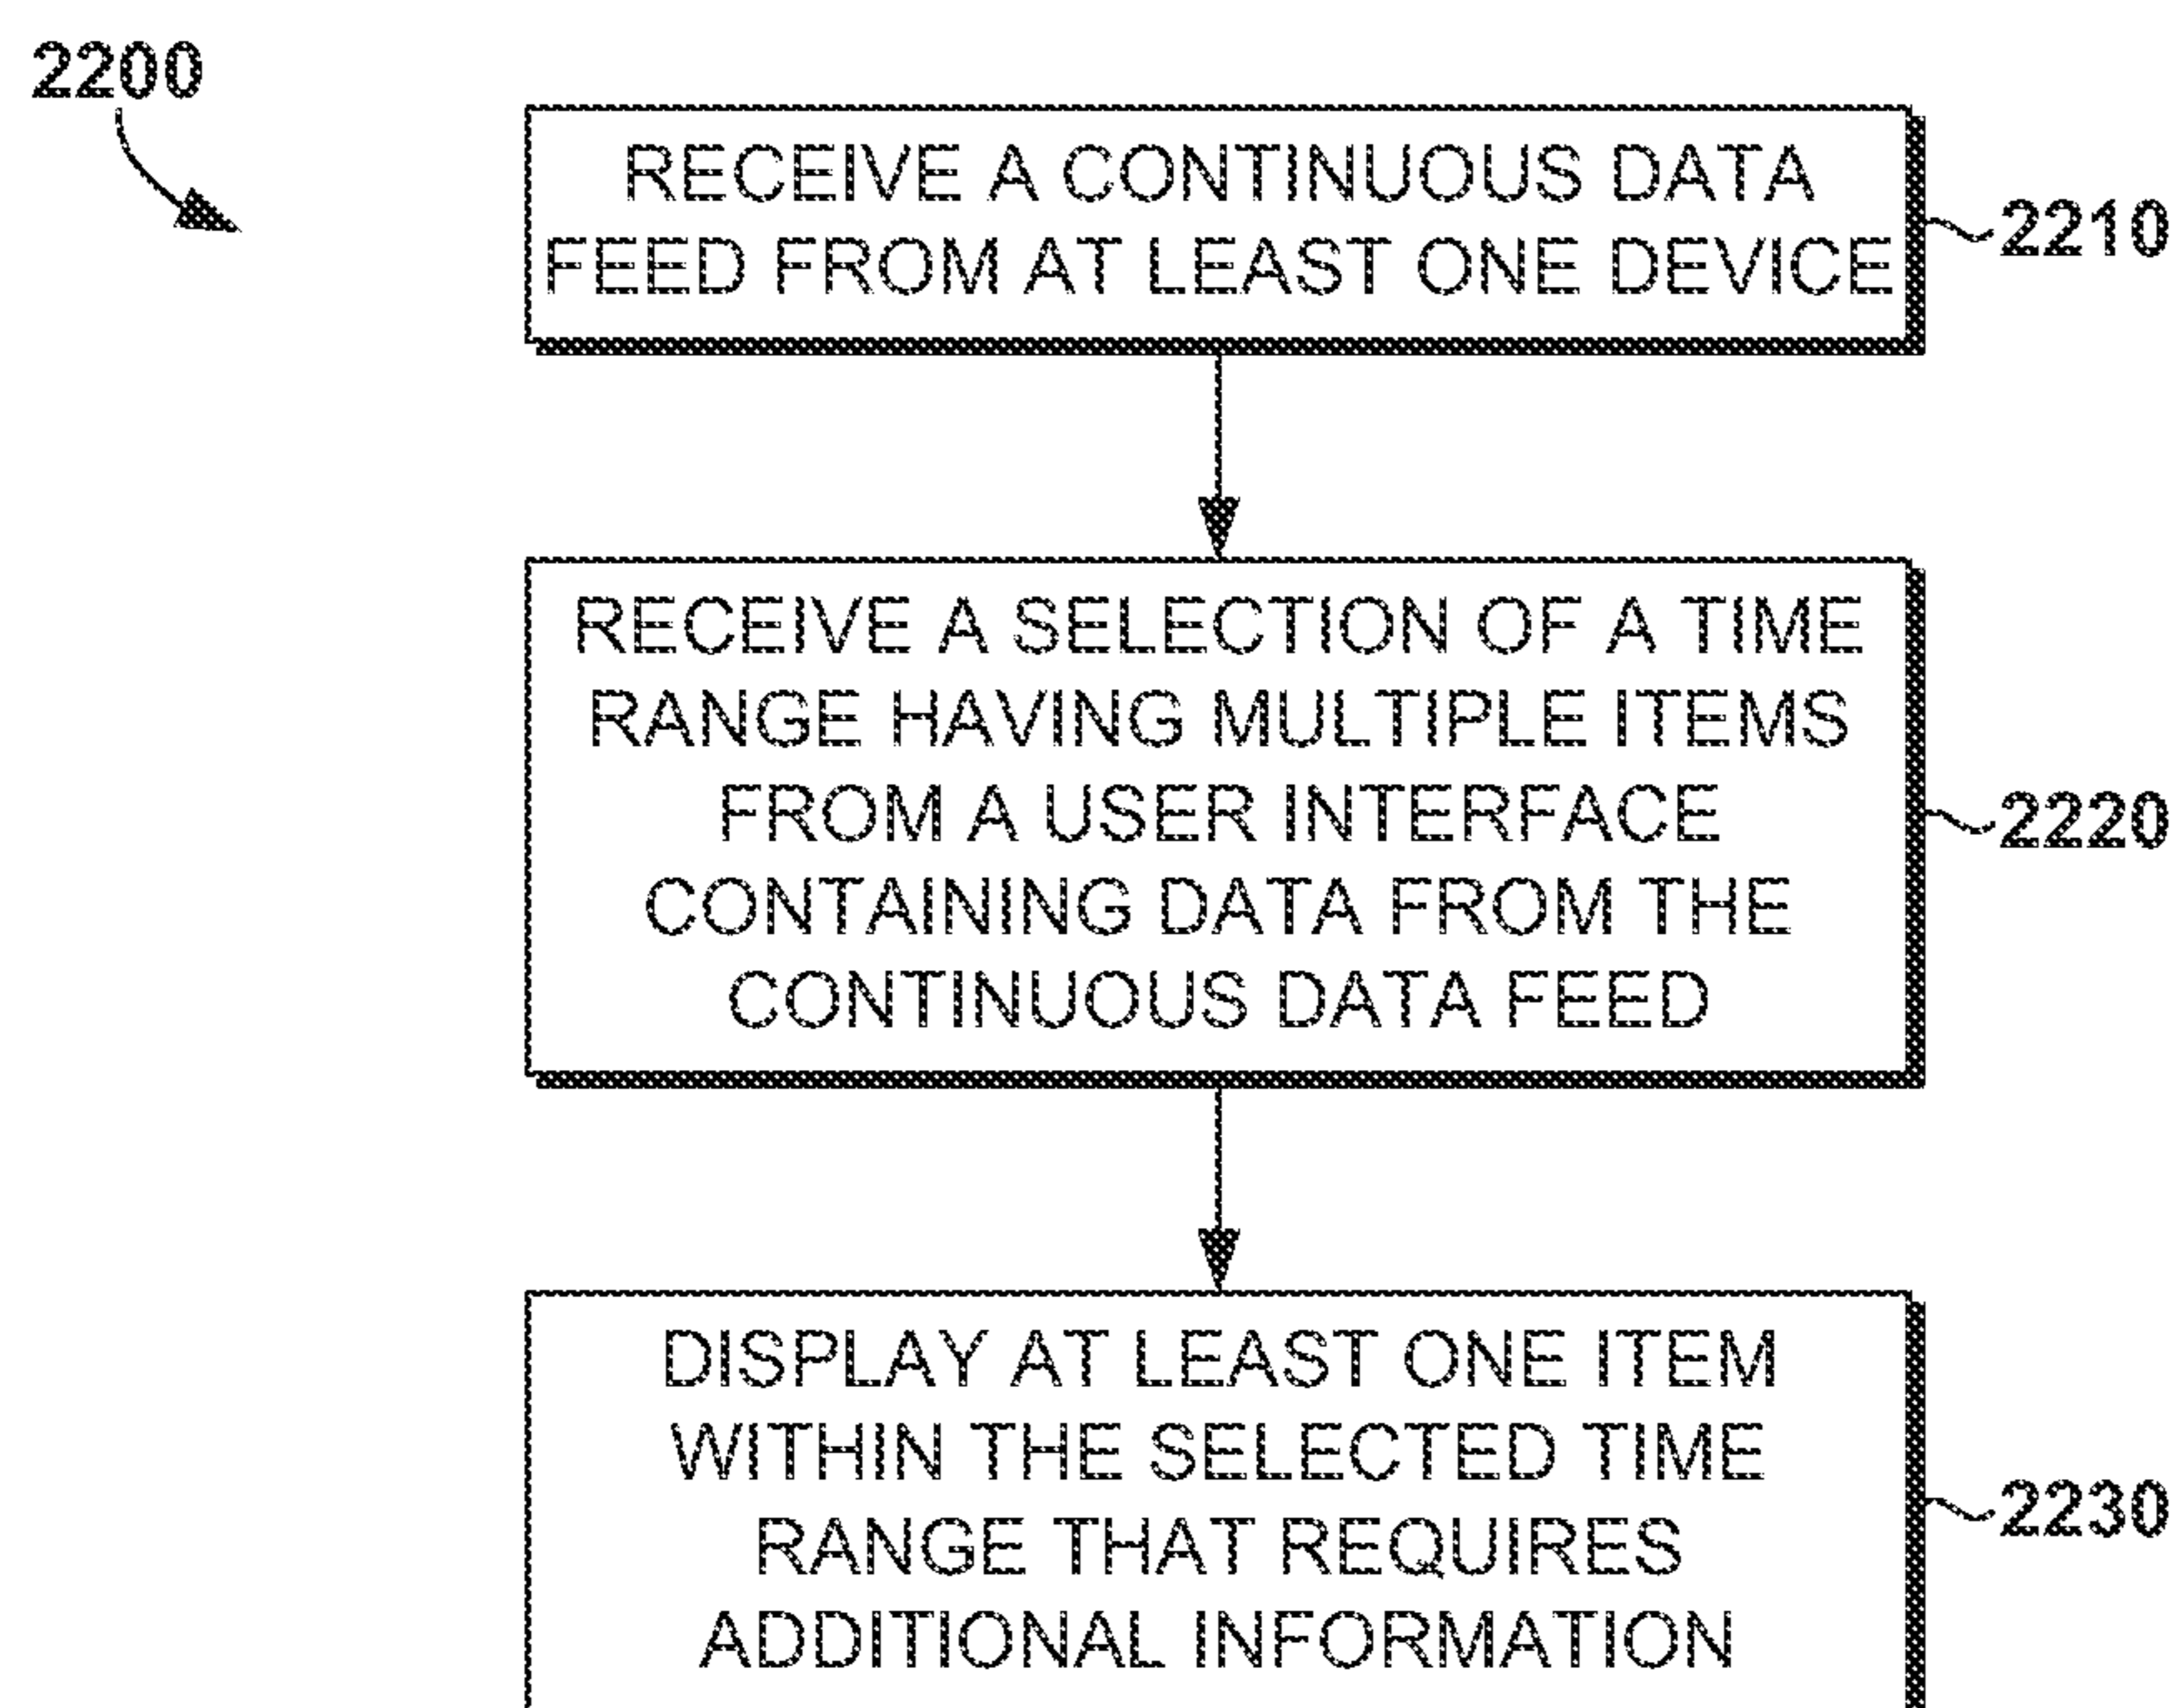 2200
RECEIVE A CONTINUOUS DATA
FEED FROM AT LEAST ONE DEVICE
2210
RECEIVE A SELECTION OF A TIME
RANGE HAVING MULTIPLE ITEMS
FROM A USER INTERFACE
CONTAINING DATA FROM THE
CONTINUOUS DATA FEED
2220
DISPLAY AT LEAST ONE ITEM
WITHIN THE SELECTED TIME
RANGE THAT REQUIRES
ADDITIONAL INFORMATION
2230